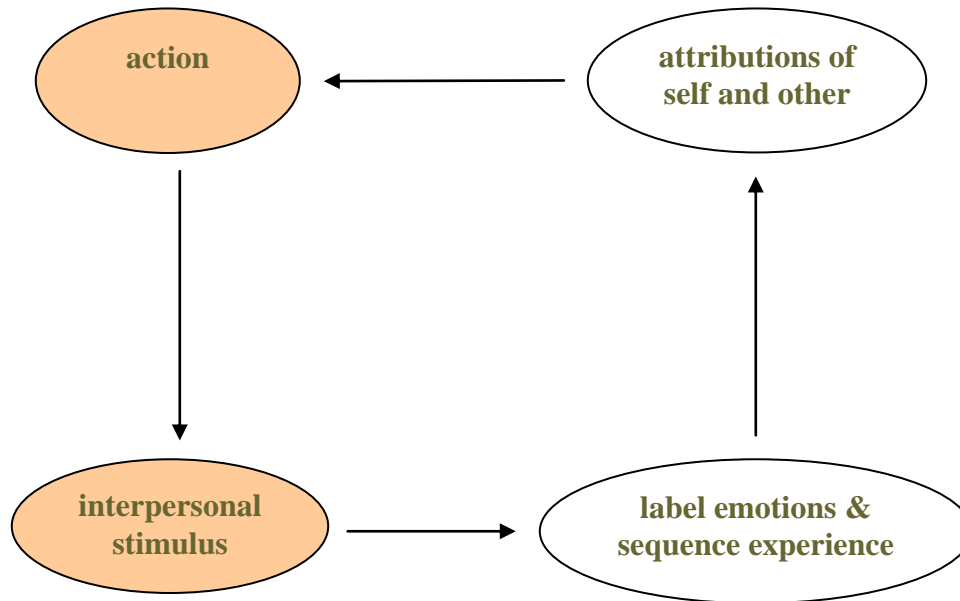 action
attributions of
self and other
interpersonal
stimulus
label emotions &
sequence experience